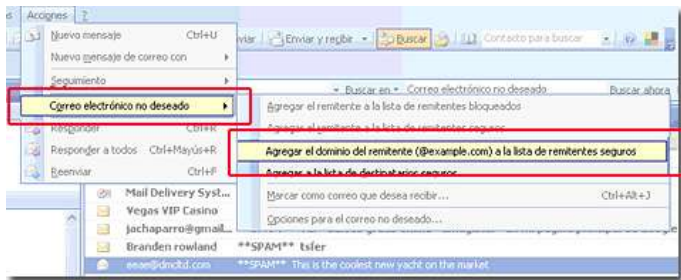 Acciones ?
Nuevo mensaje Ctrl+U
Enviar y recibir Buscar Contacto para buscar
Nuevo mensaje de correo con
Seguimiento
Buscar en Correo electrónico no deseado Buscar ahora
Correo electrónico no deseado
Agregar el remitente a la lista de remitentes bloqueados
Responder Ctrl+R
Agregar el remitente a la lista de remitentes seguros
Responder a todos Ctrl+Mayús+R
Agregar el dominio del remitente (@example.com) a la lista de remitentes seguros
Reenviar Ctrl+F
Agregar a la lista de destinatarios seguros
Mail Delivery Syst...
Marcar como correo que desea recibir... Ctrl+Alt+J
Vegas VIP Casino
Opciones para el correo no deseado...
jachaparro@gmail...
Branden rowland **SPAM** tsfer
**SPAM** This is the coolest new yacht on the market